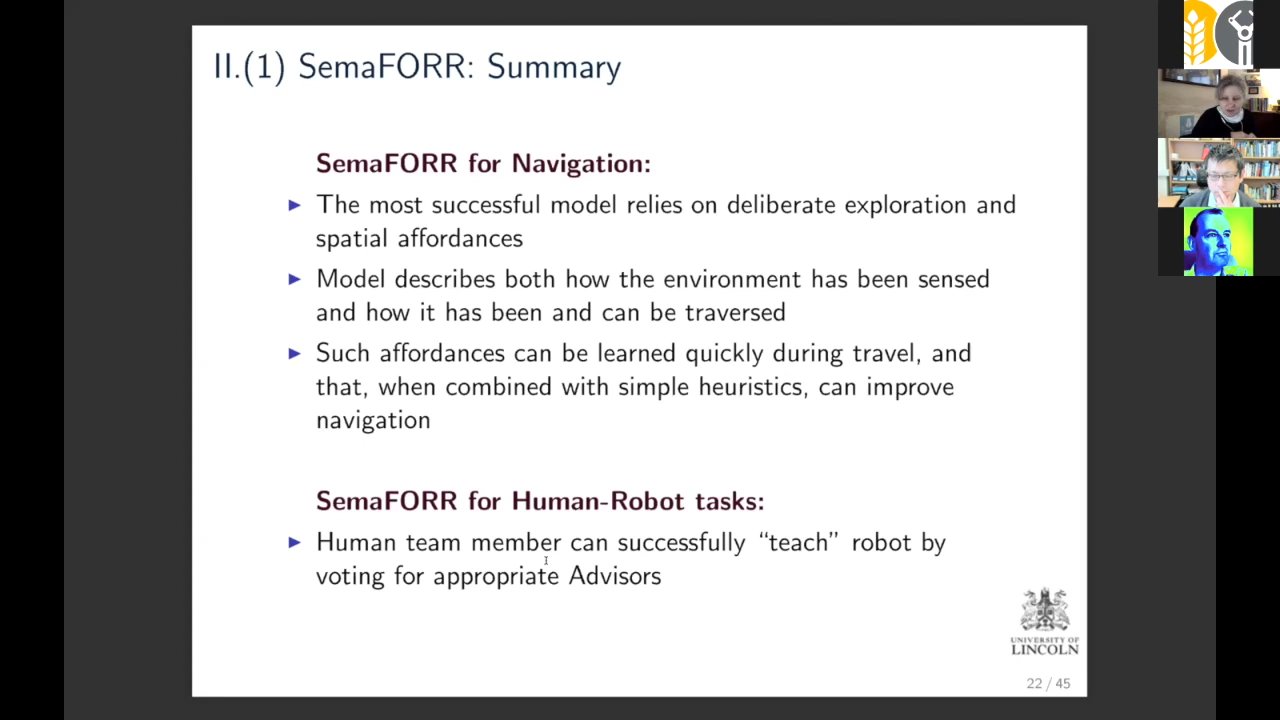 II.(1) SemaFORR: Summary
SemaFORR for Navigation:
The most successful model relies on deliberate exploration and
spatial affordances
Model describes both how the environment has been sensed
and how it has been and can be traversed
Such affordances can be learned quickly during travel, and
that, when combined with simple heuristics, can improve
navigation
SemaFORR for Human-Robot tasks:
Human team member can successfully “teach” robot by
voting for appropriate Advisors
UNIVERSITY OF
LINCOLN
22 / 45